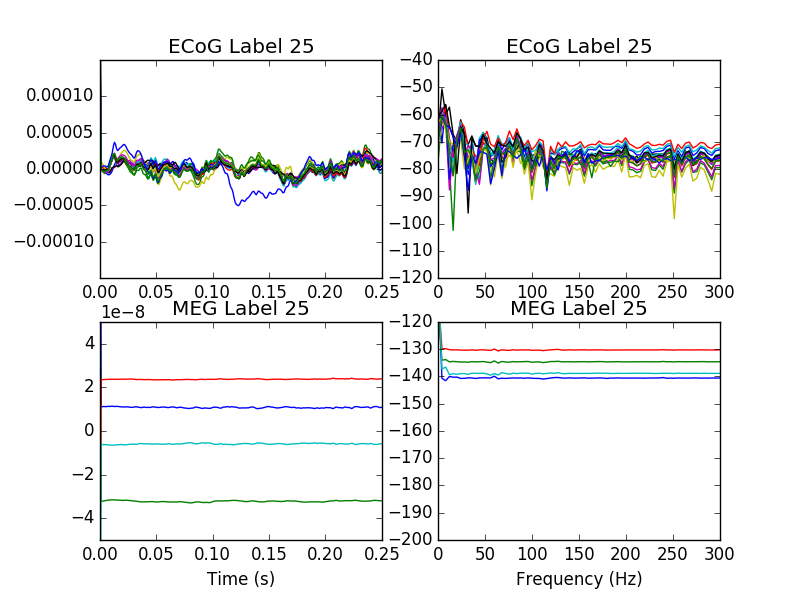 ECoG Label 25
0.00010
0.00005
0.00000
−0.00005
−0.00010
0.00 0.05 0.10 0.15 0.20 0.25
ECoG Label 25
−40
−50
−60
−70
−80
−90
−100
−110
−120
0 50 100 150 200 250 300
MEG Label 25
1e−8
4
2
0
−2
−4
0.00 0.05 0.10 0.15 0.20 0.25
Time (s)
MEG Label 25
−120
−130
−140
−150
−160
−170
−180
−190
−200
0 50 100 150 200 250 300
Frequency (Hz)